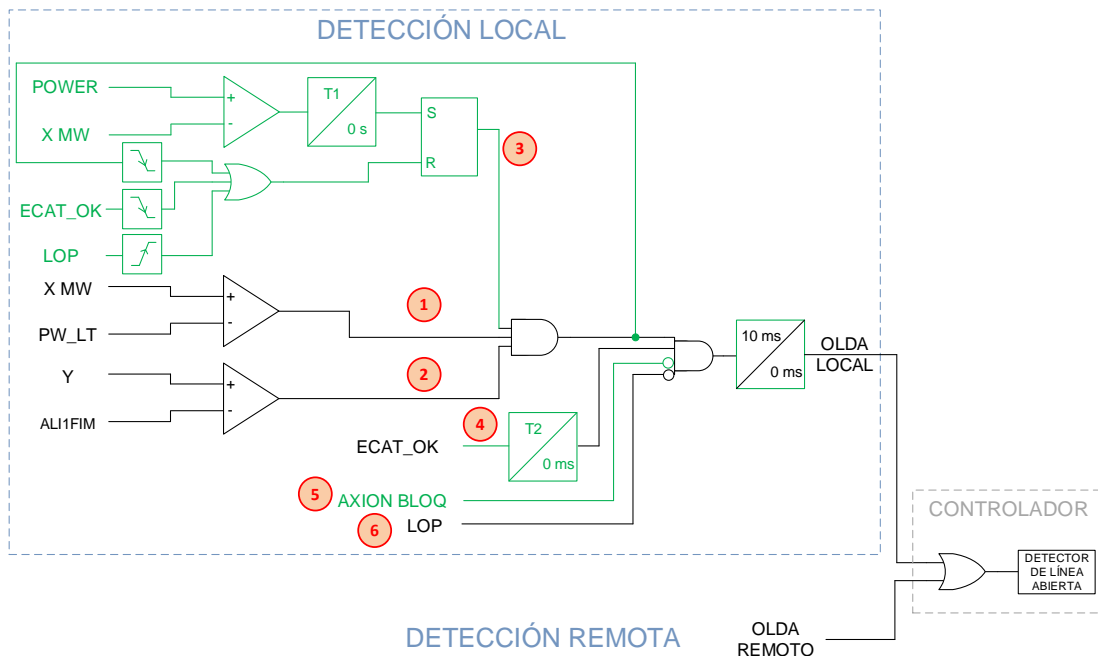 DETECCIÓN LOCAL
POWER
+
T1
S
X MW
-
0 s
3
R
ECAT_OK
LOP
X MW
+
1
PW_LT
-
10 ms
OLDA
LOCAL
0 ms
Y
+
2
ALI1FIM
-
4
T2
ECAT_OK
0 ms
5
AXION BLOQ
6
LOP
CONTROLADOR
DETECTOR
DE LÍNEA
ABIERTA
DETECCIÓN REMOTA
OLDA
REMOTO